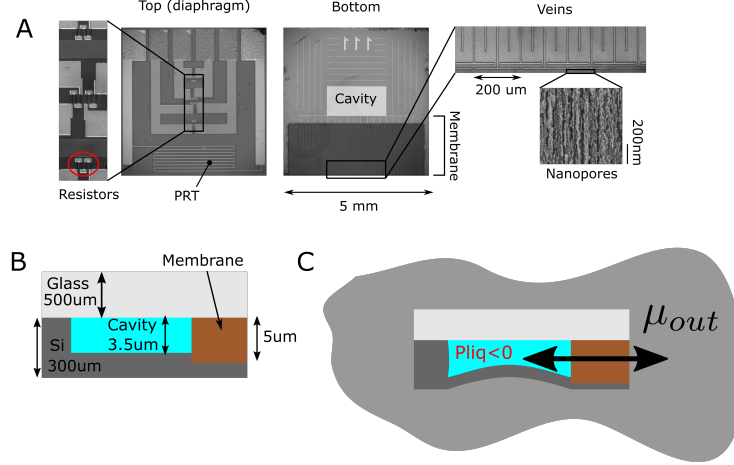 A
Top (diaphragm)
Bottom
Veins
Cavity
Membrane
200 um
200nm
Nanopores
Resistors
PRT
5 mm
B
Membrane
Glass
500um
Cavity
3.5um
5um
Si
300um
C
Pliq<0
μout